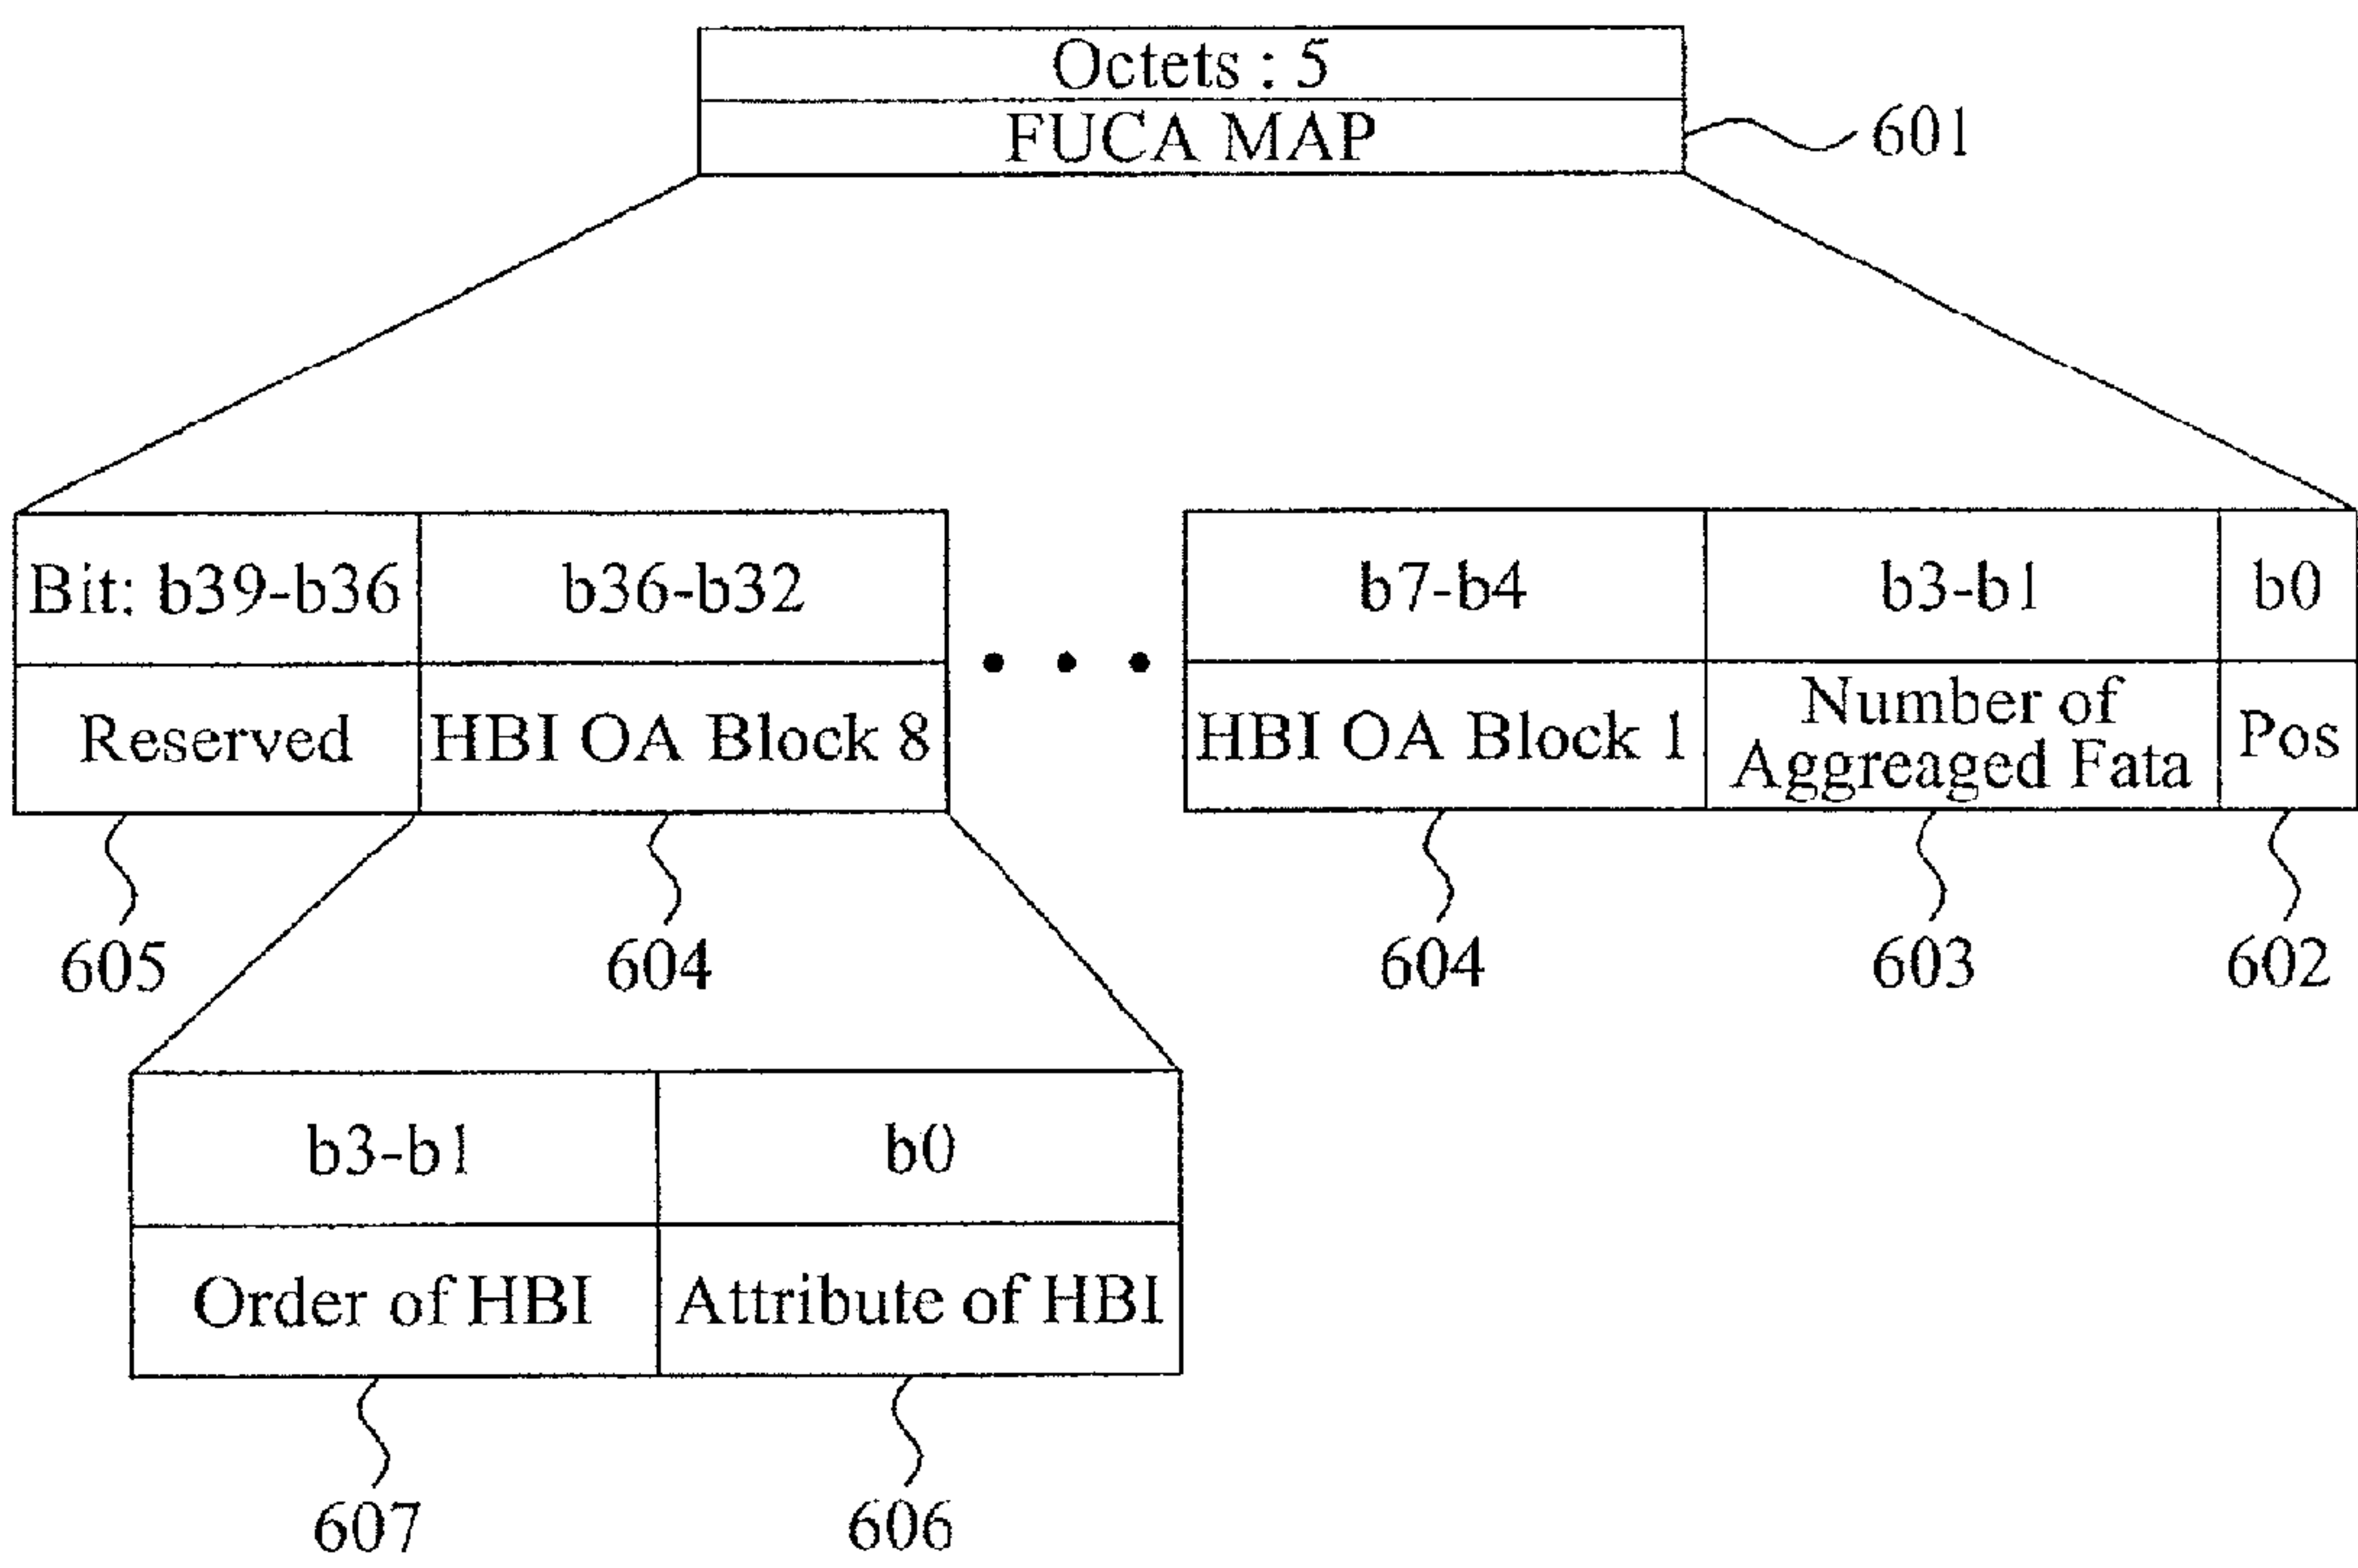 Octets : 5
FUCA MAP
601
Bit: b39-b36
b36-b32
b7-b4
b3-b1
b0
Reserved
HBI OA Block 8
HBI OA Block 1
Number of
Aggreaged Fata
Pos
605
604
604
603
602
b3-b1
b0
Order of HBI
Attribute of HBI
607
606